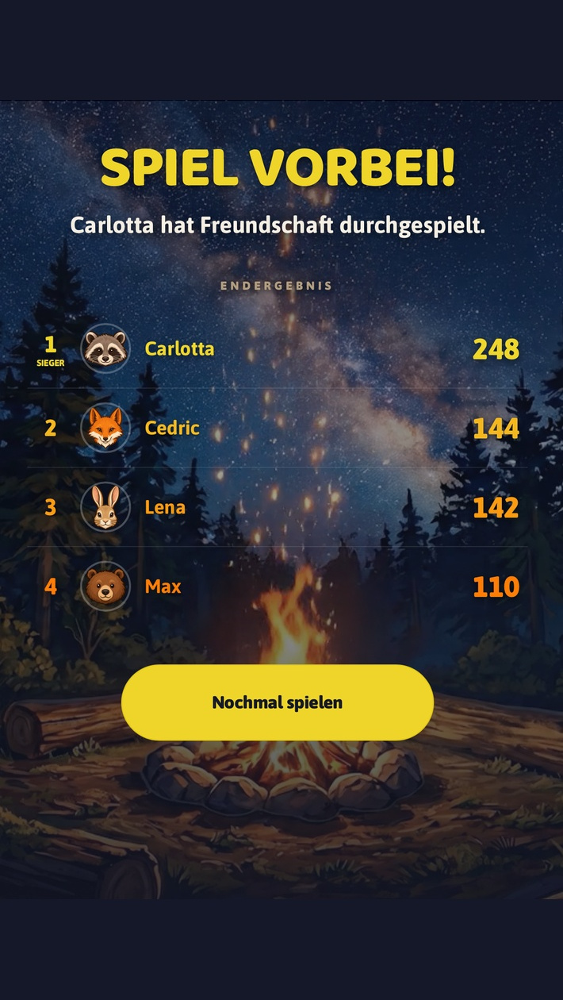 SPIEL VORBEI!
Carlotta hat Freundschaft durchgespielt.
ENDERGEBNIS
1 Carlotta 248
SIEGER
2 Cedric 144
3 Lena 142
4 Max 110
Nochmal spielen